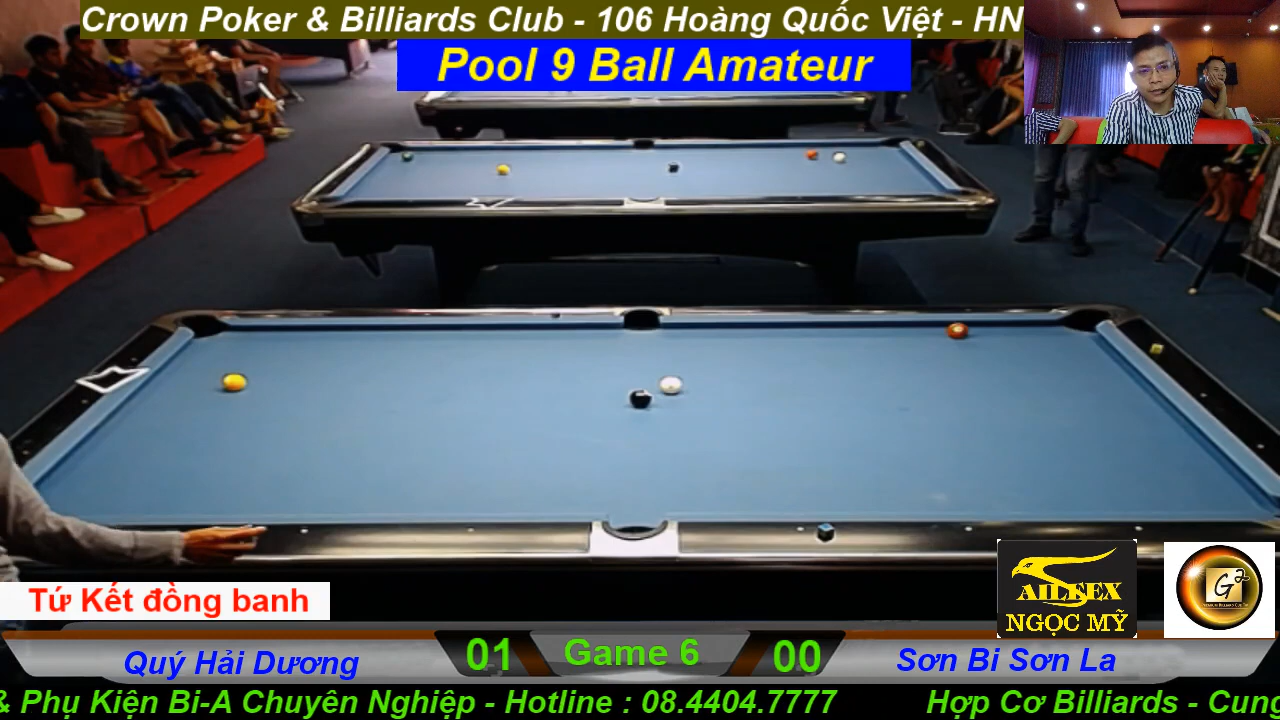 Crown Poker & Billiards Club - 106 Hoàng Quốc Việt - HN
Pool 9 Ball Amateur
Tứ Kết đồng banh
AILEEX
NGỌC MỸ
G2
Quý Hải Dương
01
Game 6
00
Sơn Bi Sơn La
& Phụ Kiện Bi-A Chuyên Nghiệp - Hotline : 08.4404.7777
Hợp Cơ Billiards - Cung